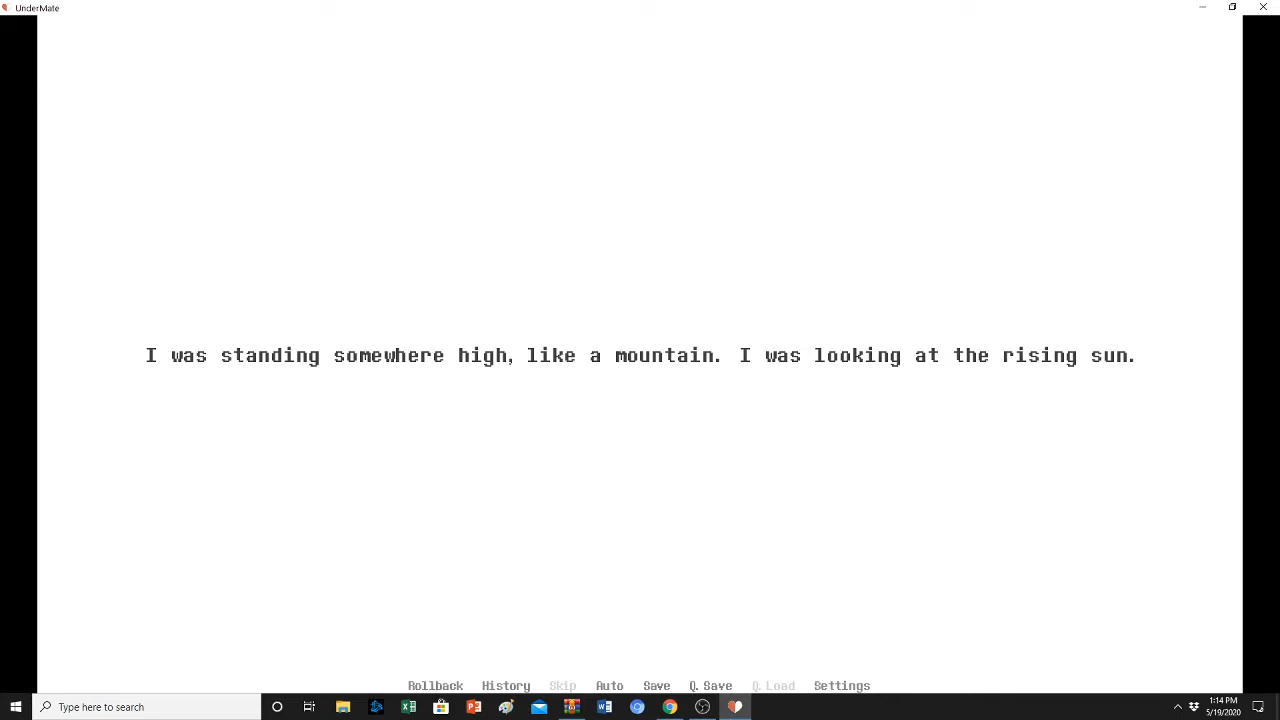 UnderMate
I was standing somewhere high, like a mountain. I was looking at the rising sun.
Rollback History Skip Auto Save Q.Save Q.Load Settings
Type here to search
1:14 PM
5/19/2020